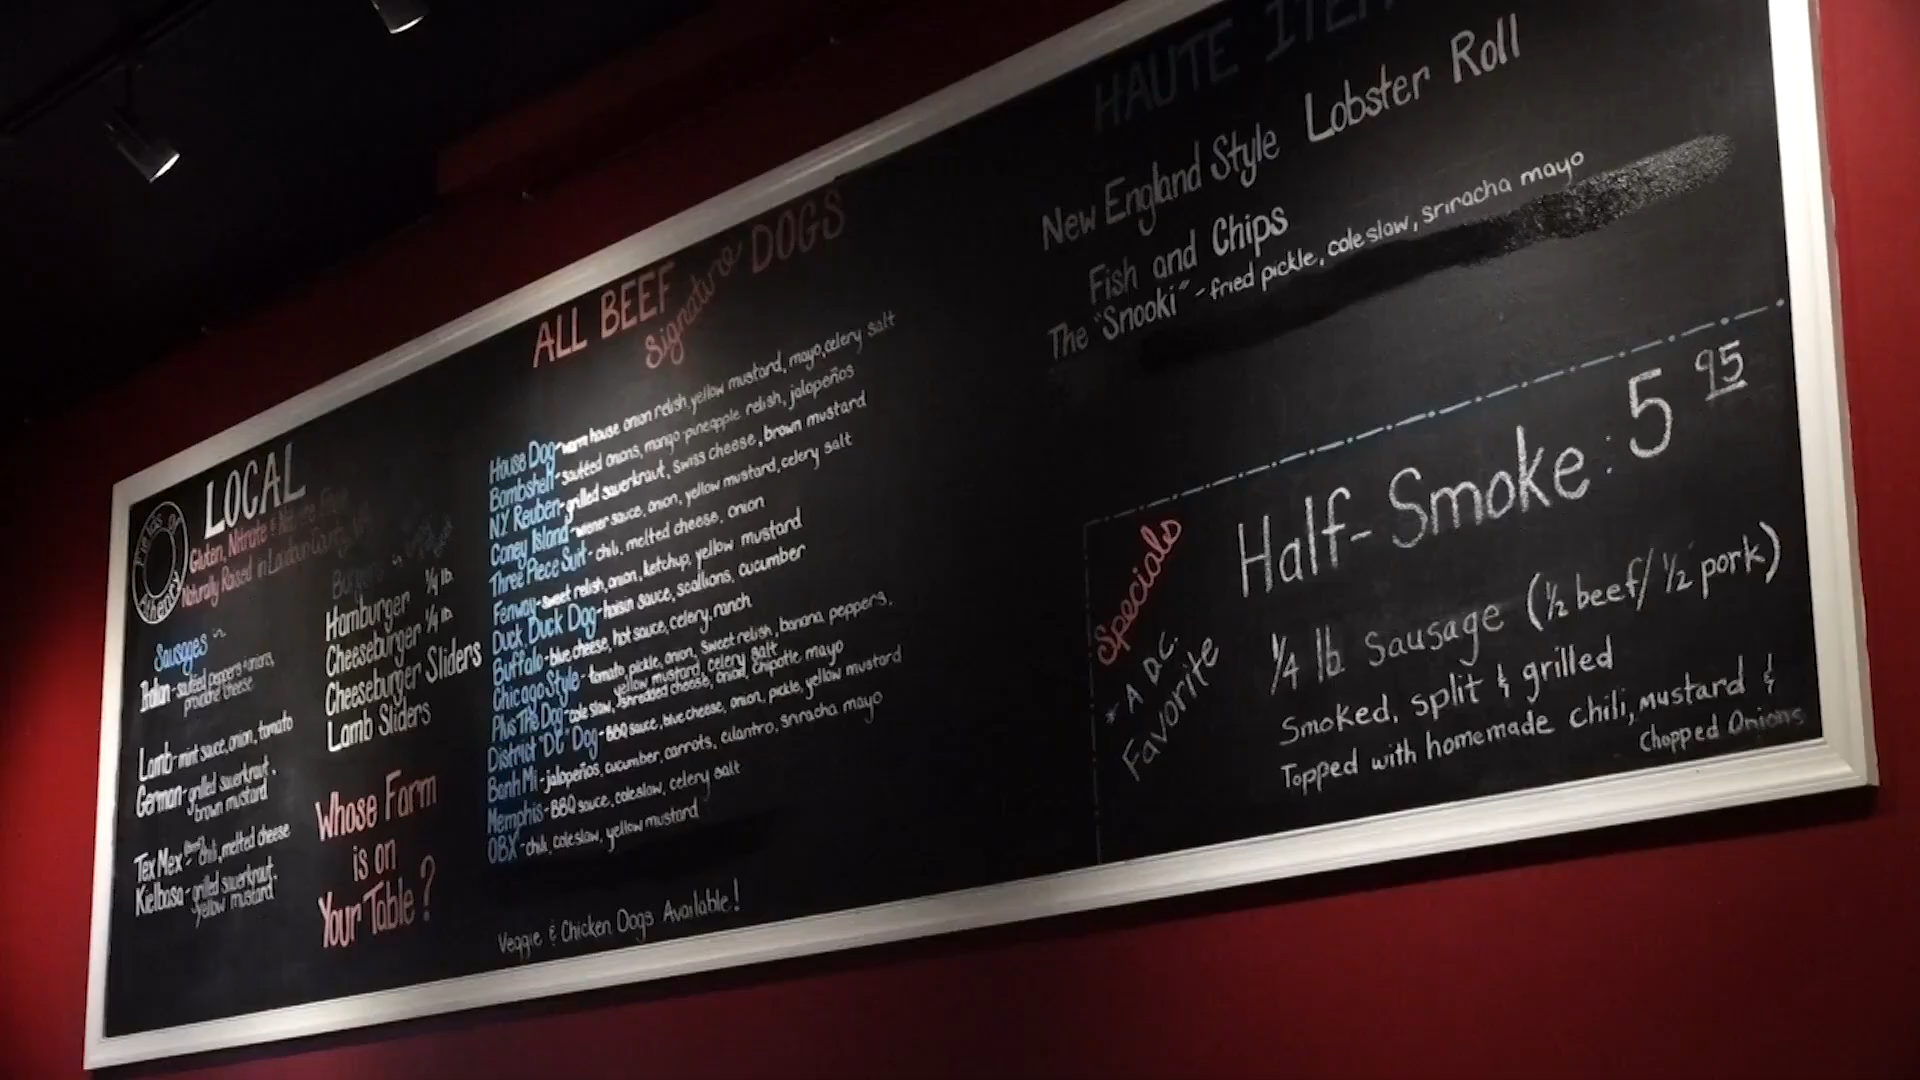 LOCAL
Gluten, Nitrate & Nitrite Free
Naturally Raised in Loudoun County, VA
Sausages
Italian - sautéed peppers & onions,
provolone cheese
Lamb - mint sauce, onion, tomato
German - grilled sauerkraut,
brown mustard
Tex Mex - chili, melted cheese
Kielbasa - grilled sauerkraut,
yellow mustard
Burgers
Hamburger 1/4 lb.
Cheeseburger 1/4 lb.
Cheeseburger Sliders
Lamb Sliders
Whose Farm
is on
Your Table?
ALL BEEF
Signature DOGS
House Dog - warm house onion relish, yellow mustard, mayo, celery salt
Bombshell - sautéed onions, mango-pineapple relish, jalapeños
N.Y. Reuben - grilled sauerkraut, swiss cheese, brown mustard
Coney Island - wiener sauce, onion, yellow mustard, celery salt
Three Piece Suit - chili, melted cheese, onion
Fenway - sweet relish, onion, ketchup, yellow mustard
Duck Duck Dog - hoisin sauce, scallions, cucumber
Buffalo - blue cheese, hot sauce, celery, ranch
Chicago Style - tomato, pickle, onion, sweet relish, banana peppers,
yellow mustard, celery salt
Plus The Dog - cole slaw, shredded cheese, onion, chipotle mayo
District "DC" Dog - BBQ sauce, blue cheese, onion, pickle, yellow mustard
Banh Mi - jalapeños, cucumber, carrots, cilantro, sriracha mayo
Memphis - BBQ sauce, coleslaw, celery salt
OBX - chili, cole slaw, yellow mustard
Veggie & Chicken Dogs Available!
HAUTE ITEM
New England Style Lobster Roll
Fish and Chips
The "Snooki" - fried pickle, cole slaw, sriracha mayo
Specials
* A D.C.
Favorite
Half-Smoke: 5 95
1/4 lb. Sausage (1/2 beef/ 1/2 pork)
Smoked, split & grilled
Topped with homemade chili, mustard &
Chopped Onions